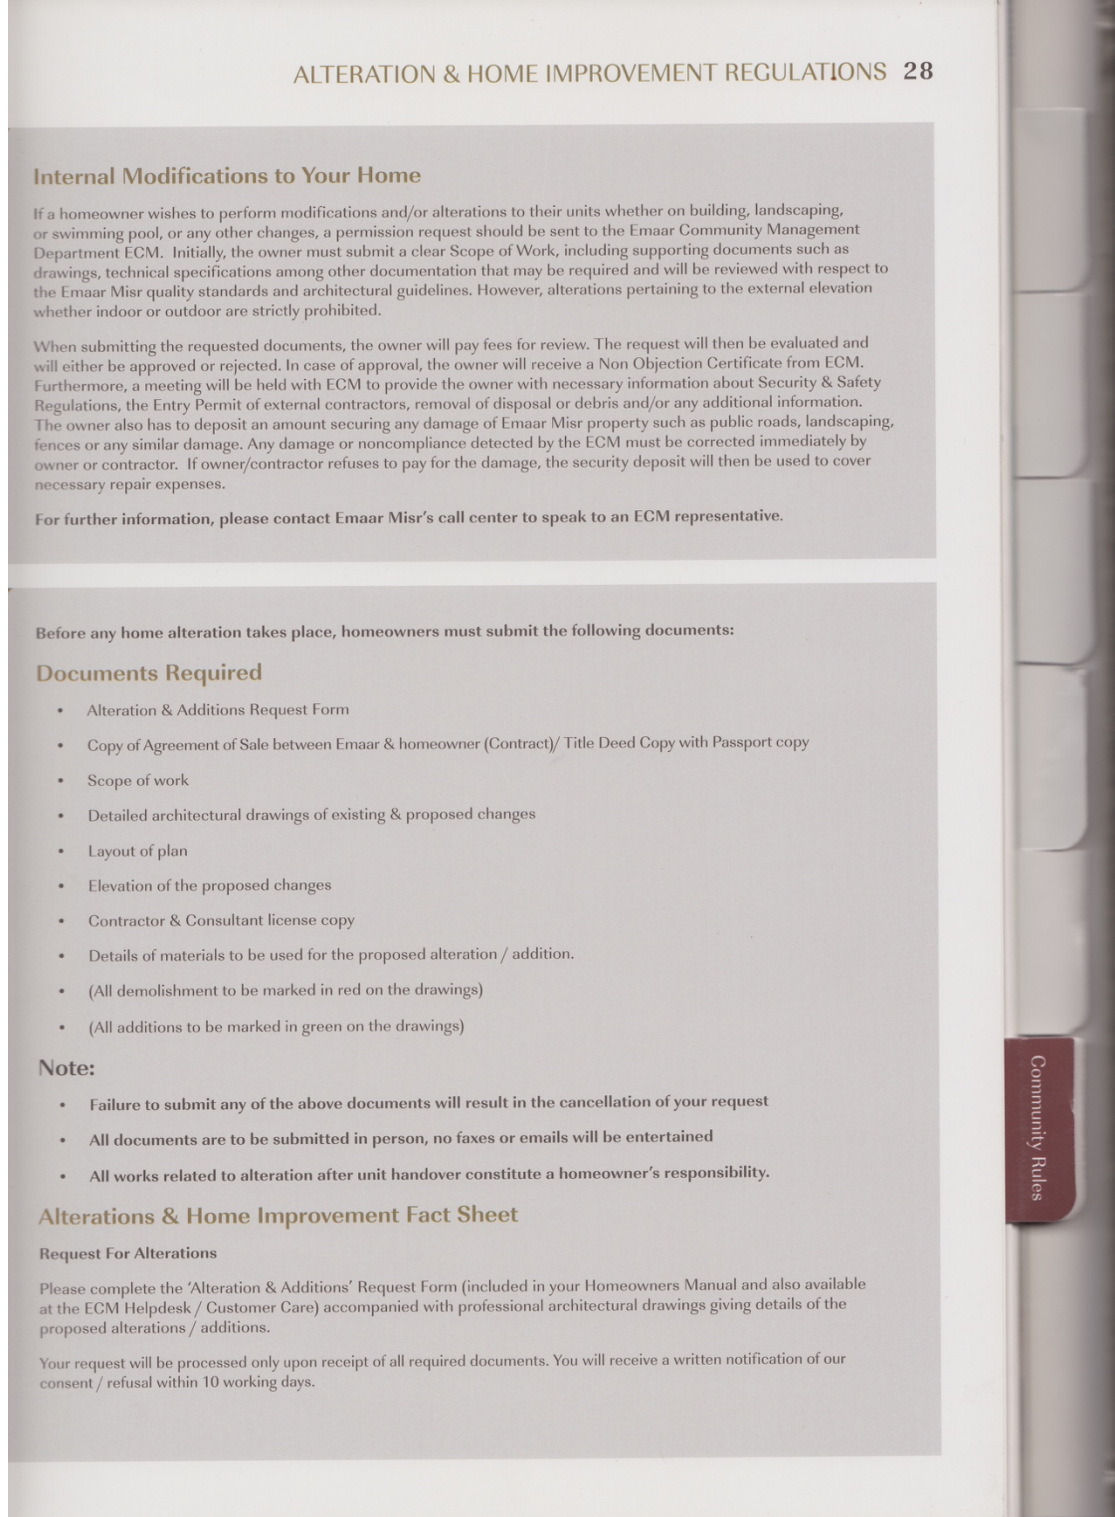 ALTERATION & HOME IMPROVEMENT REGULATIONS 28
Internal Modifications to Your Home
If a homeowner wishes to perform modifications and/or alterations to their units whether on building, landscaping,
or swimming pool, or any other changes, a permission request should be sent to the Emaar Community Management
Department ECM. Initially, the owner must submit a clear Scope of Work, including supporting documents such as
drawings, technical specifications among other documentation that may be required and will be reviewed with respect to
the Emaar Misr quality standards and architectural guidelines. However, alterations pertaining to the external elevation
whether indoor or outdoor are strictly prohibited.
When submitting the requested documents, the owner will pay fees for review. The request will then be evaluated and
will either be approved or rejected. In case of approval, the owner will receive a Non Objection Certificate from ECM.
Furthermore, a meeting will be held with ECM to provide the owner with necessary information about Security & Safety
Regulations, the Entry Permit of external contractors, removal of disposal or debris and/or any additional information.
The owner also has to deposit an amount securing any damage of Emaar Misr property such as public roads, landscaping,
fences or any similar damage. Any damage or noncompliance detected by the ECM must be corrected immediately by
owner or contractor. If owner/contractor refuses to pay for the damage, the security deposit will then be used to cover
necessary repair expenses.
For further information, please contact Emaar Misr's call center to speak to an ECM representative.
Before any home alteration takes place, homeowners must submit the following documents:
Documents Required
• Alteration & Additions Request Form
• Copy of Agreement of Sale between Emaar & homeowner (Contract)/ Title Deed Copy with Passport copy
• Scope of work
• Detailed architectural drawings of existing & proposed changes
• Layout of plan
• Elevation of the proposed changes
• Contractor & Consultant license copy
• Details of materials to be used for the proposed alteration / addition.
• (All demolishment to be marked in red on the drawings)
• (All additions to be marked in green on the drawings)
Note:
• Failure to submit any of the above documents will result in the cancellation of your request
• All documents are to be submitted in person, no faxes or emails will be entertained
• All works related to alteration after unit handover constitute a homeowner's responsibility.
Alterations & Home Improvement Fact Sheet
Request For Alterations
Please complete the 'Alteration & Additions' Request Form (included in your Homeowners Manual and also available
at the ECM Helpdesk / Customer Care) accompanied with professional architectural drawings giving details of the
proposed alterations / additions.
Your request will be processed only upon receipt of all required documents. You will receive a written notification of our
consent / refusal within 10 working days.
Community Rules